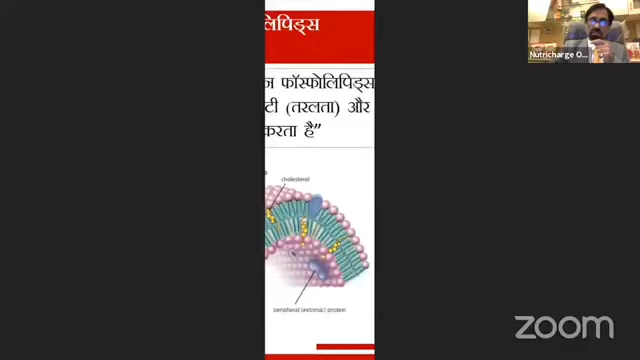 लिपिड्स
न फॉस्फोलिपिड्स
टी (तरलता) और
करता है”
cholesterol
peripheral (extrinsic) protein
Nutricharge O...
zoom